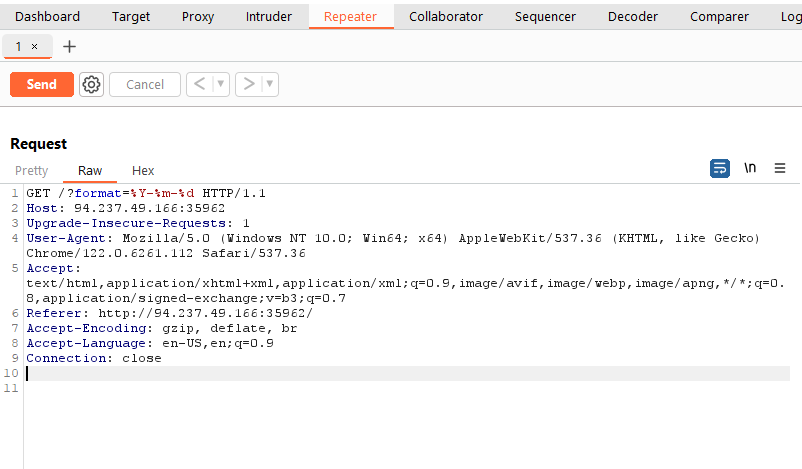 Dashboard Target Proxy Intruder Repeater Collaborator Sequencer Decoder Comparer Log
1 × +
Send Cancel < ▼ > ▼
Request
Pretty Raw Hex \n
1 GET /?format=%Y-%m-%d HTTP/1.1
2 Host: 94.237.49.166:35962
3 Upgrade-Insecure-Requests: 1
4 User-Agent: Mozilla/5.0 (Windows NT 10.0; Win64; x64) AppleWebKit/537.36 (KHTML, like Gecko)
Chrome/122.0.6261.112 Safari/537.36
5 Accept:
text/html,application/xhtml+xml,application/xml;q=0.9,image/avif,image/webp,image/apng,*/*;q=0.
8,application/signed-exchange;v=b3;q=0.7
6 Referer: http://94.237.49.166:35962/
7 Accept-Encoding: gzip, deflate, br
8 Accept-Language: en-US,en;q=0.9
9 Connection: close
10
11